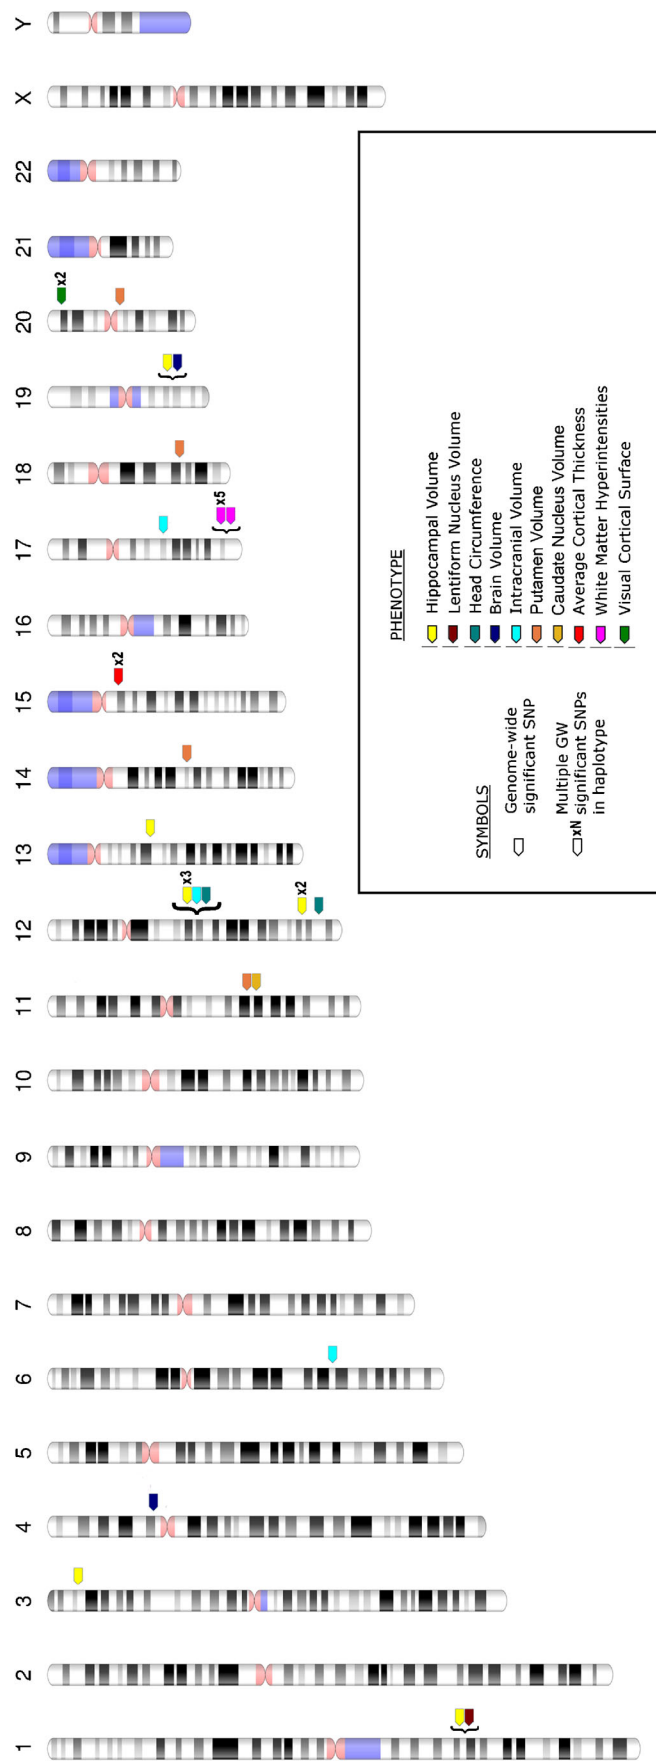 1
2
3
4
5
6
7
8
9
10
11
12
13
14
15
16
17
18
19
20
21
22
X
Y
x3
x2
x2
x5
x2
SYMBOLS
Genome-wide
significant SNP
xN
Multiple GW
significant SNPs
in haplotype
PHENOTYPE
Hippocampal Volume
Lentiform Nucleus Volume
Head Circumference
Brain Volume
Intracranial Volume
Putamen Volume
Caudate Nucleus Volume
Average Cortical Thickness
White Matter Hyperintensities
Visual Cortical Surface